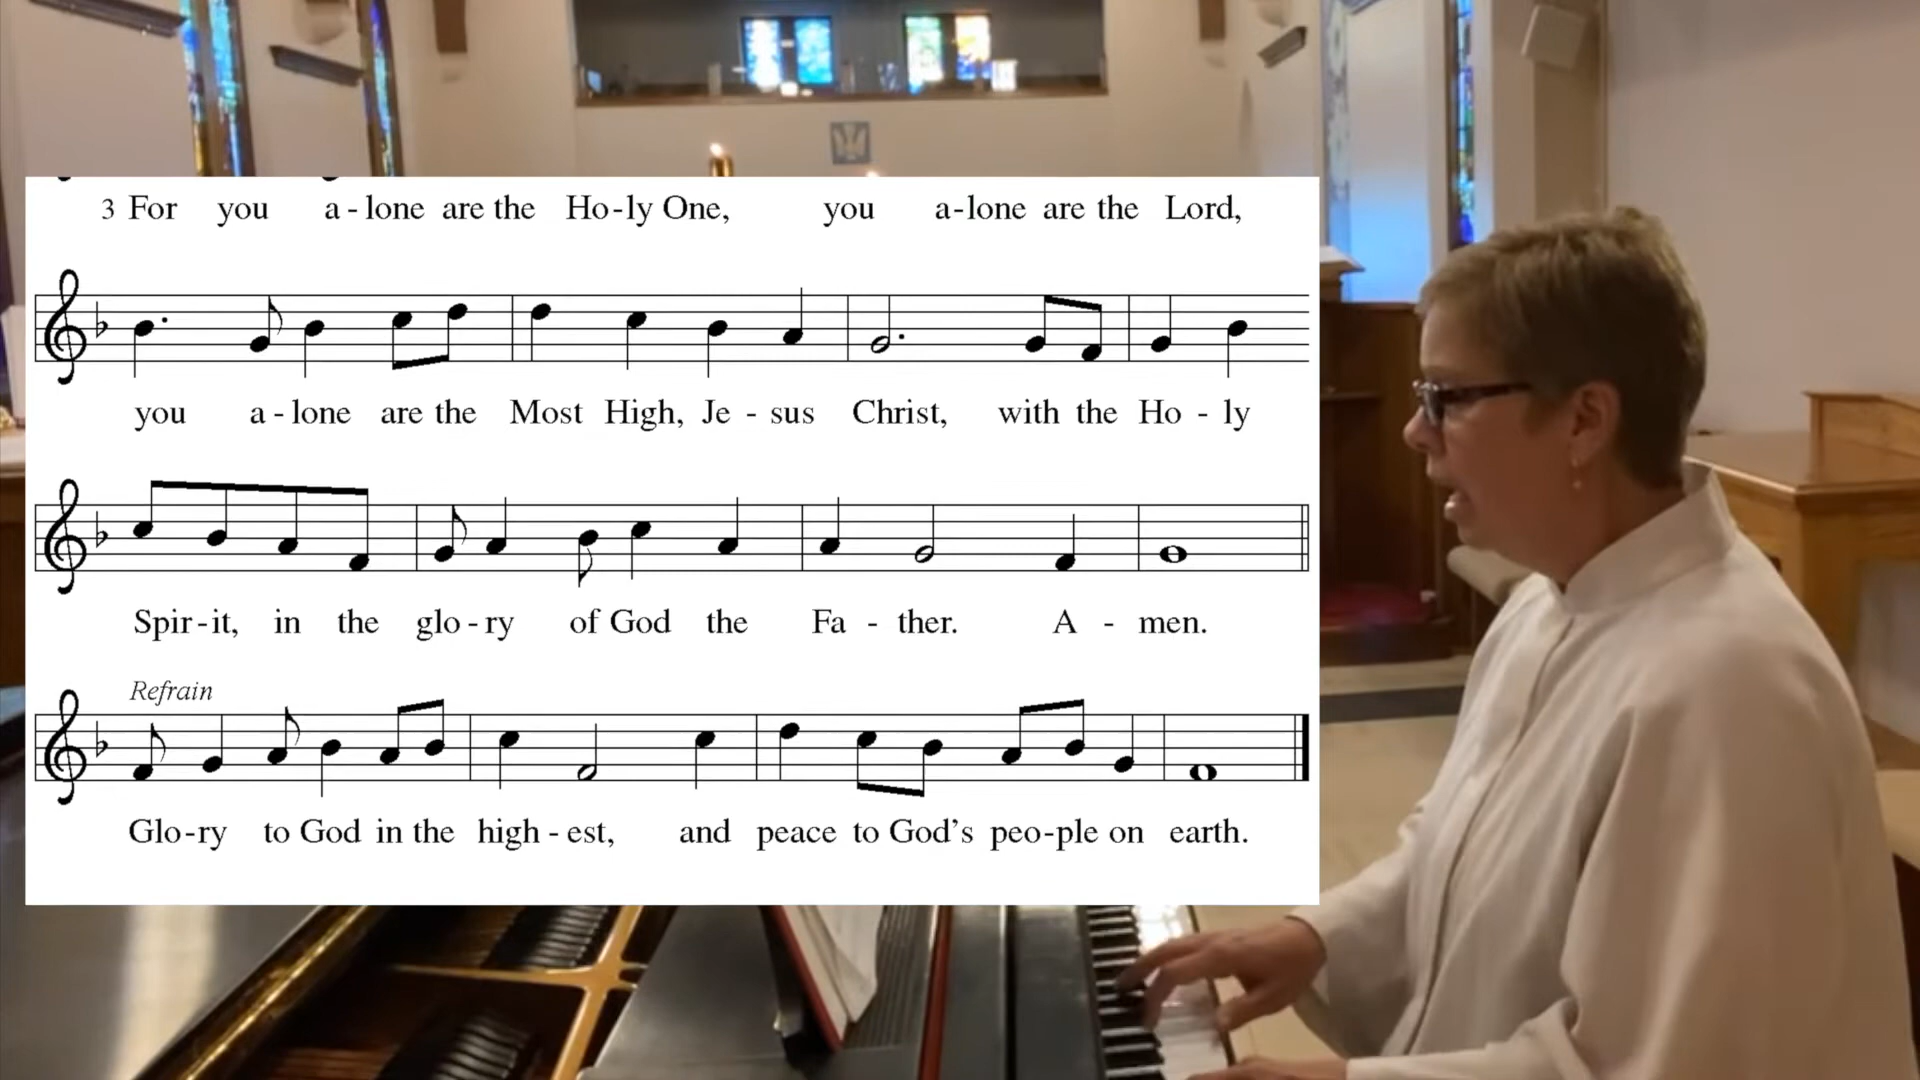 3 For you a - lone are the Ho - ly One, you a - lone are the Lord,
you a - lone are the Most High, Je - sus Christ, with the Ho - ly
Spir - it, in the glo - ry of God the Fa - ther. A - men.
Refrain
Glo - ry to God in the high - est, and peace to God's peo - ple on earth.